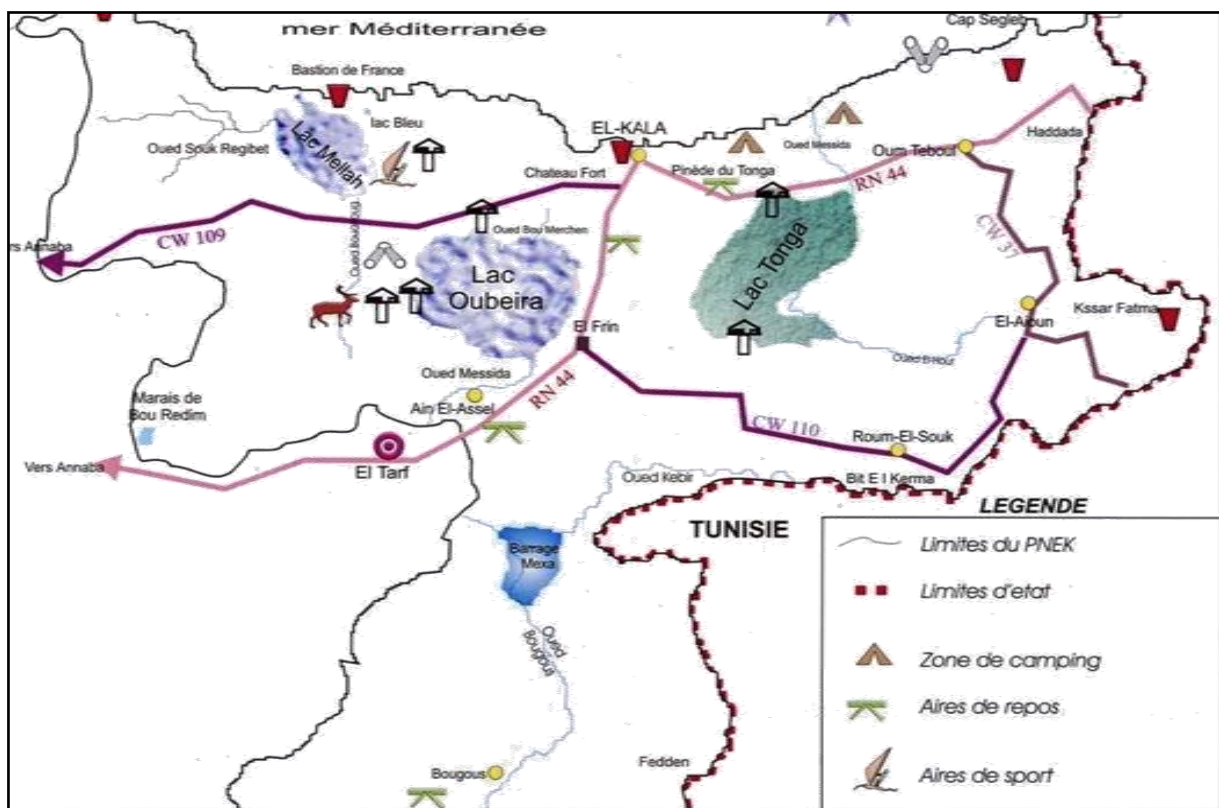 mer Méditerranée
Cap Segleb
Bastion de France
lac Bleu
Oued Souk Regibet
Lac Mellah
EL-KALA
Oued Messida
Haddada
Oum Teboul
Chateau Fort
Pinède du Tonga
RN 44
CW 109
Oued Bou Merchen
Vers Annaba
Lac
Oubeira
Lac Tonga
CW 37
Kssar Fatma
El-Aioun
El Frin
Oued Messida
RN 44
Ain El-Assel
Marais de
Bou Redim
CW 110
Roum-El-Souk
Vers Annaba
El Tarf
Oued Kebir
Bit E l Kerma
LEGENDE
TUNISIE
Limites du PNEK
Barrage
Mexa
Limites d'etat
Oued
Zone de camping
Aires de repos
Fedden
Bougous
Aires de sport